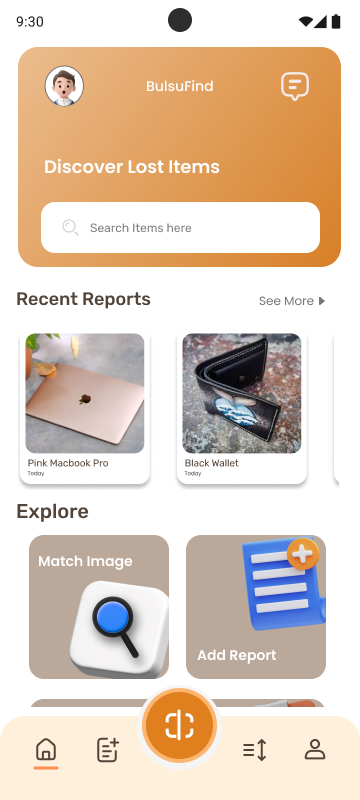 9:30
BulsuFind
Discover Lost Items
Search Items here
Recent Reports
See More
Pink Macbook Pro
Today
Black Wallet
Today
Explore
Match Image
Add Report